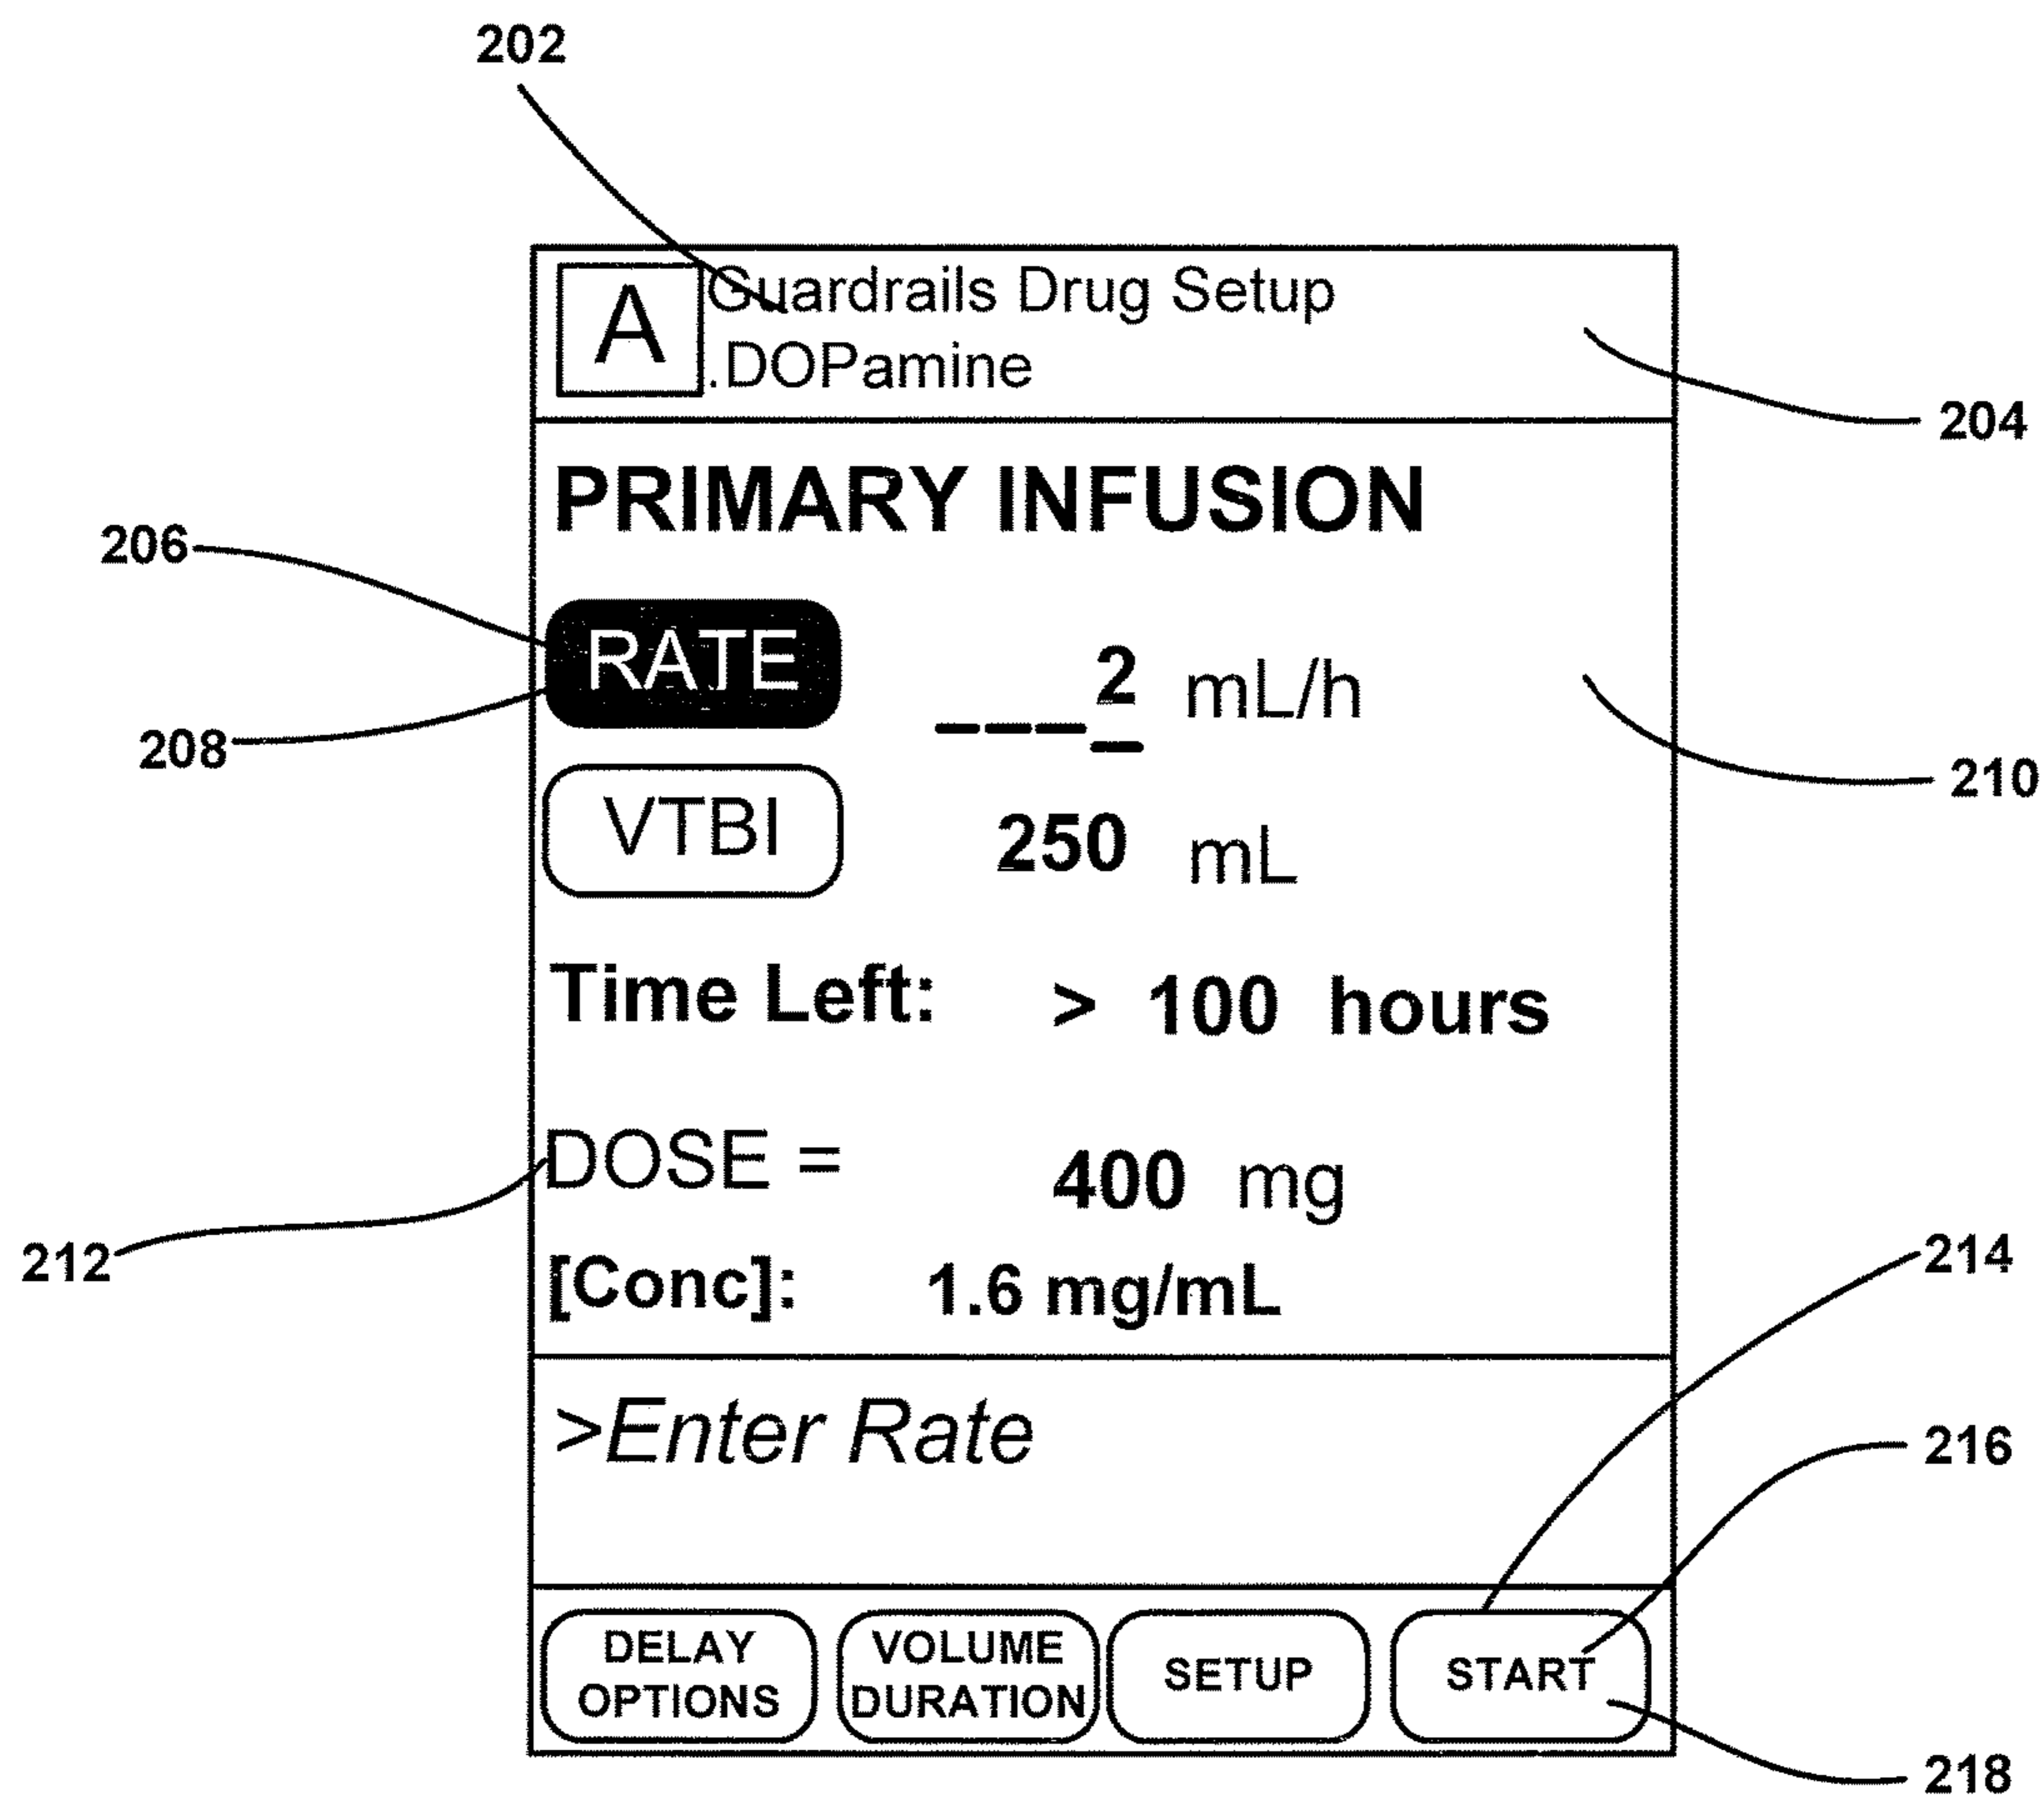 202
A
Guardrails Drug Setup
.DOPamine
204
PRIMARY INFUSION
206
RATE
_ _ _ 2 mL/h
208
210
VTBI
250 mL
Time Left: > 100 hours
DOSE = 400 mg
212
[Conc]: 1.6 mg/mL
214
>Enter Rate
216
DELAY
OPTIONS
VOLUME
DURATION
SETUP
START
218